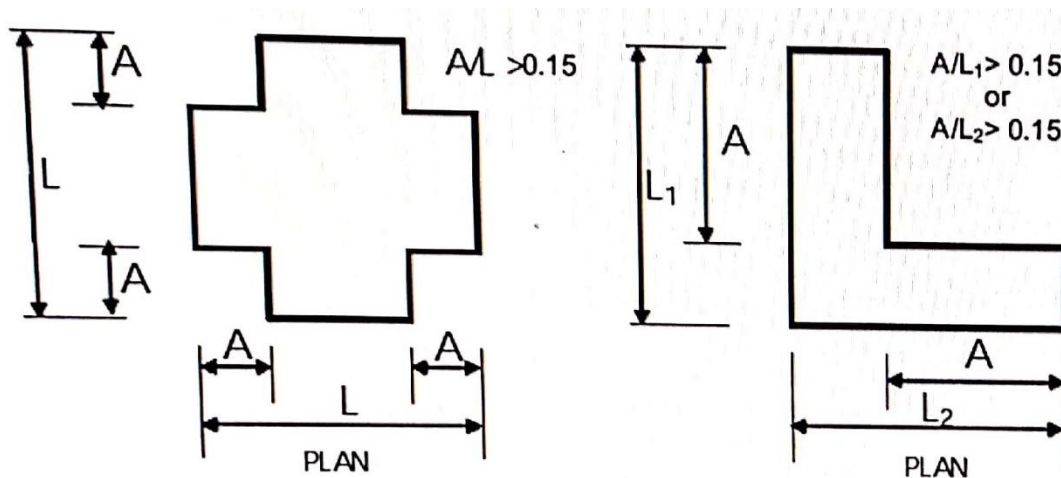 A
L
A
A/L >0.15
A
A
L
PLAN
L₁
A
A/L₁> 0.15
or
A/L₂> 0.15
A
L₂
PLAN